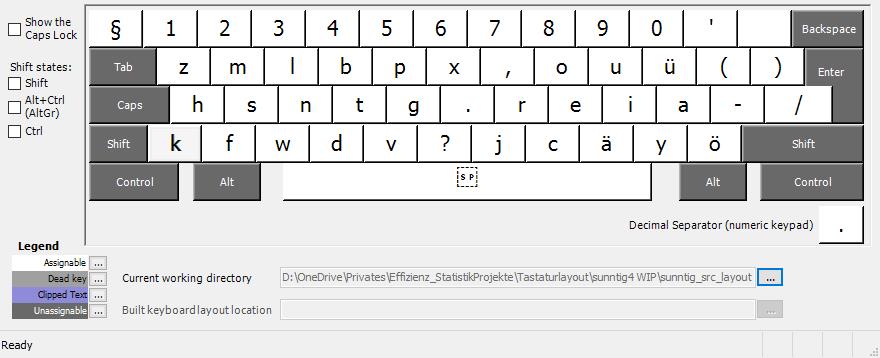 Show the
Caps Lock
Shift states:
Shift
Alt+Ctrl
(AltGr)
Ctrl
§ 1 2 3 4 5 6 7 8 9 0 ' Backspace
Tab z m l b p x , o u ü ( ) Enter
Caps h s n t g . r e i a - /
Shift k f w d v ? j c ä y ö Shift
Control Alt SP Alt Control
Decimal Separator (numeric keypad) .
Legend
Assignable ...
Dead key ...
Clipped Text ...
Unassignable ...
Current working directory D:\OneDrive\Privates\Effizienz_StatistikProjekte\Tastaturlayout\sunntig4 WIP\sunntig_src_layout ...
Built keyboard layout location ...
Ready